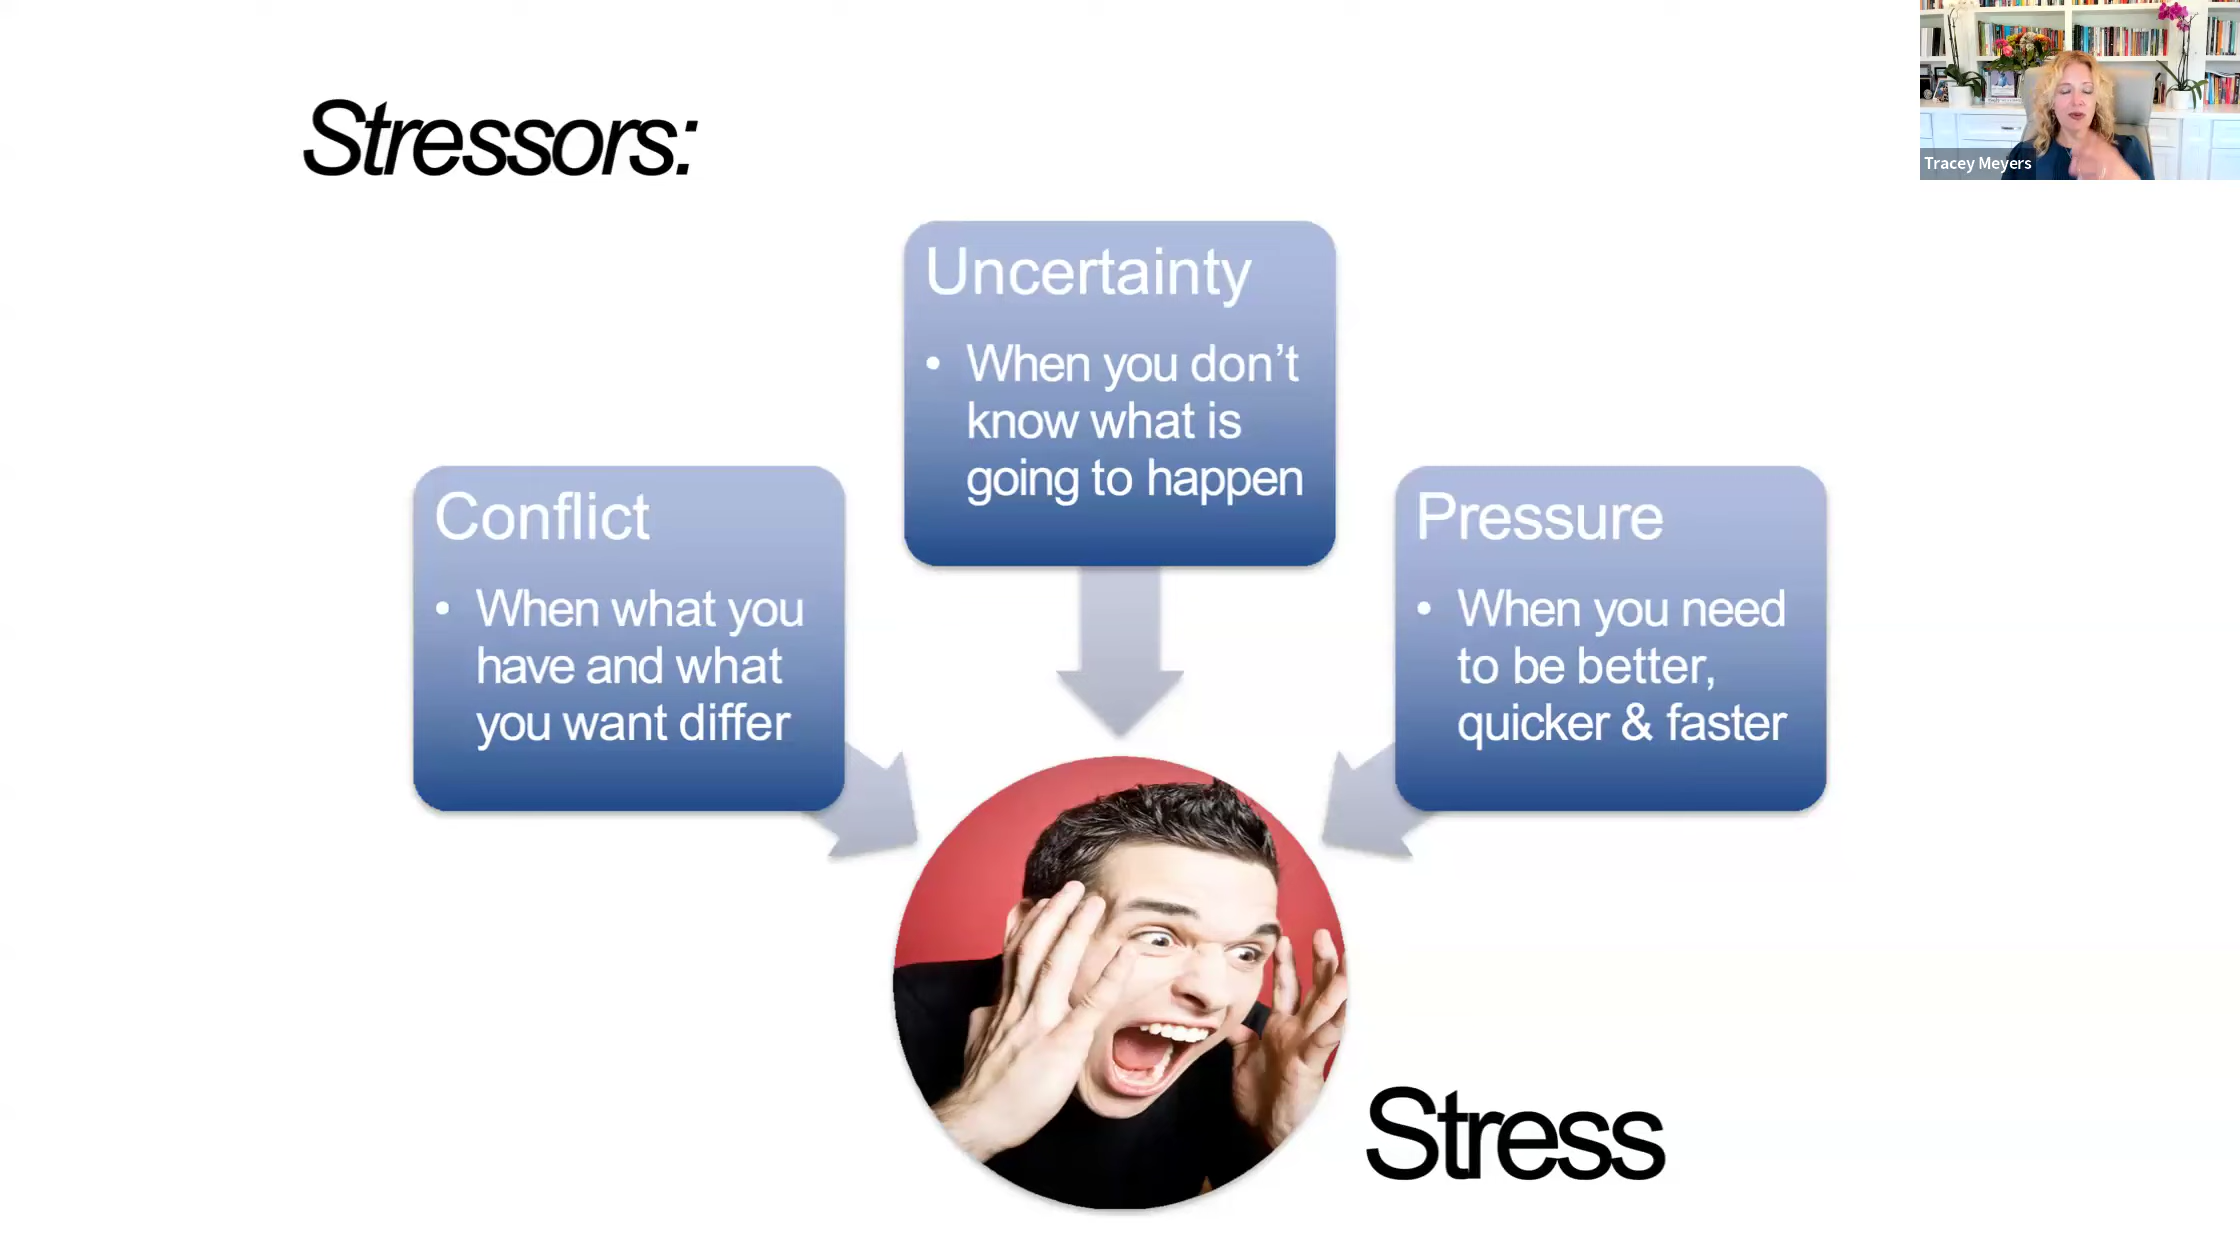 Stressors:
Tracey Meyers
Uncertainty
• When you don’t
know what is
going to happen
Conflict
• When what you
have and what
you want differ
Pressure
• When you need
to be better,
quicker & faster
Stress